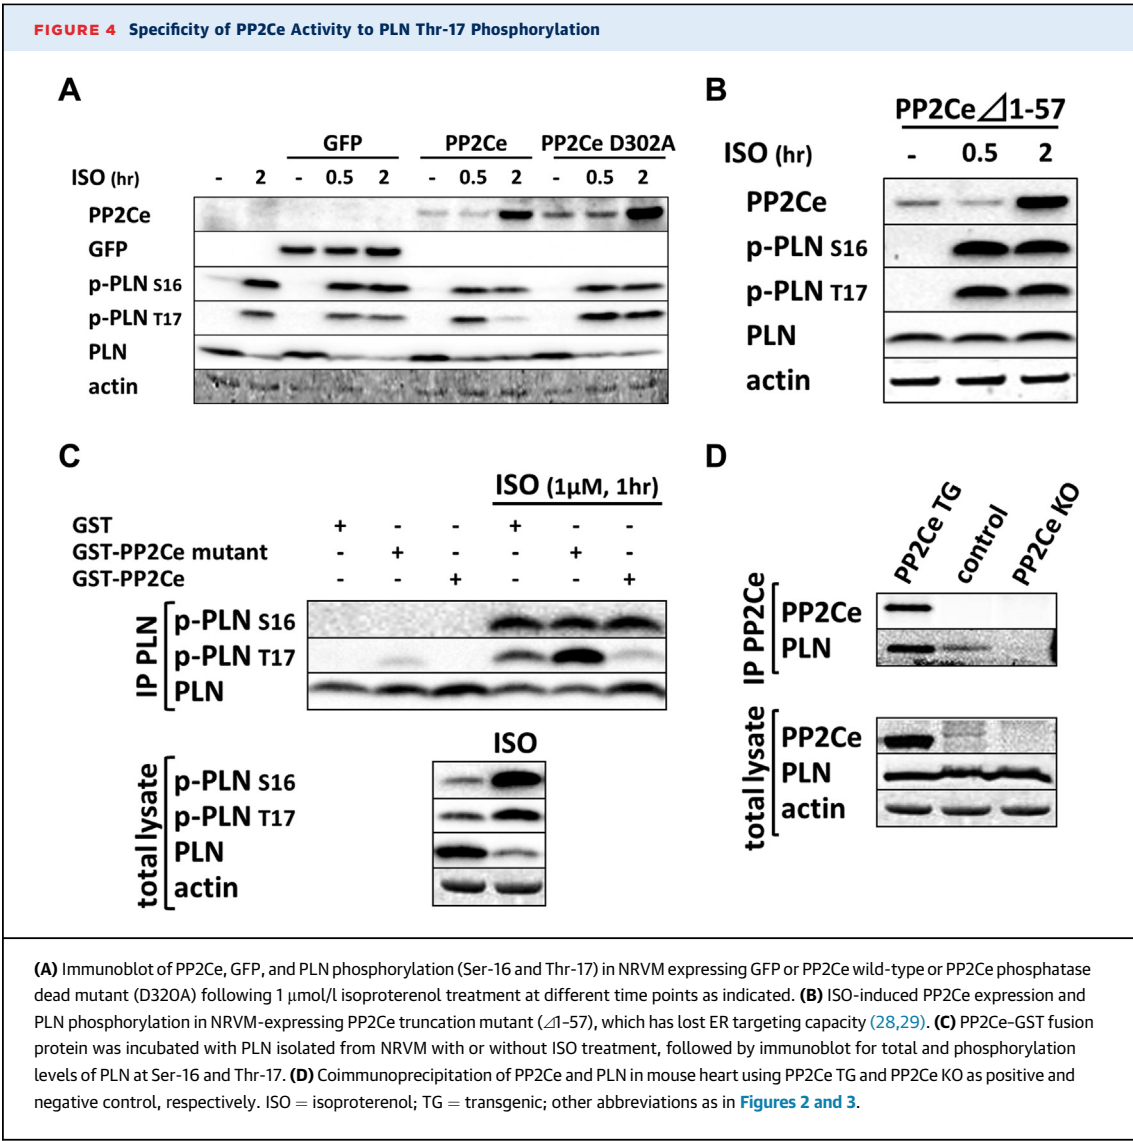 FIGURE 4 Specificity of PP2Ce Activity to PLN Thr-17 Phosphorylation
A
GFP PP2Ce PP2Ce D302A
ISO (hr) - 2 - 0.5 2 - 0.5 2 - 0.5 2
PP2Ce
GFP
p-PLN S16
p-PLN T17
PLN
actin
B
PP2Ce⊿1-57
ISO (hr) - 0.5 2
PP2Ce
p-PLN S16
p-PLN T17
PLN
actin
C
ISO (1µM, 1hr)
GST + - - + - -
GST-PP2Ce mutant - + - - + -
GST-PP2Ce - - + - - +
IP PLN
p-PLN S16
p-PLN T17
PLN
ISO
total lysate
p-PLN S16
p-PLN T17
PLN
actin
D
PP2Ce TG control PP2Ce KO
IP PP2Ce
PP2Ce
PLN
total lysate
PP2Ce
PLN
actin
(A) Immunoblot of PP2Ce, GFP, and PLN phosphorylation (Ser-16 and Thr-17) in NRVM expressing GFP or PP2Ce wild-type or PP2Ce phosphatase
dead mutant (D320A) following 1 μmol/l isoproterenol treatment at different time points as indicated. (B) ISO-induced PP2Ce expression and
PLN phosphorylation in NRVM-expressing PP2Ce truncation mutant (⊿1-57), which has lost ER targeting capacity (28,29). (C) PP2Ce-GST fusion
protein was incubated with PLN isolated from NRVM with or without ISO treatment, followed by immunoblot for total and phosphorylation
levels of PLN at Ser-16 and Thr-17. (D) Coimmunoprecipitation of PP2Ce and PLN in mouse heart using PP2Ce TG and PP2Ce KO as positive and
negative control, respectively. ISO = isoproterenol; TG = transgenic; other abbreviations as in Figures 2 and 3.